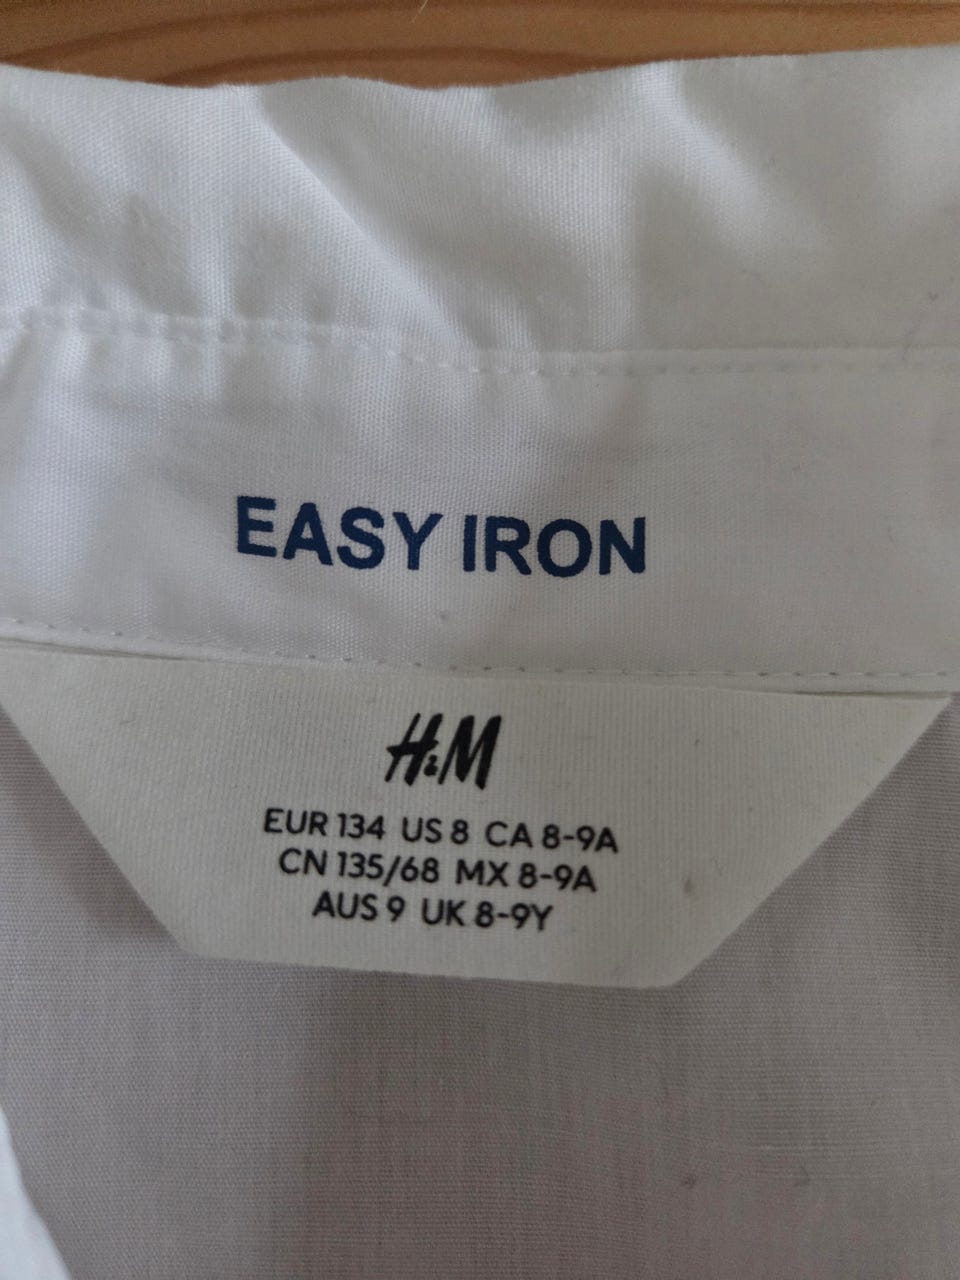 EASY IRON
H&M
EUR 134 US 8 CA 8-9A
CN 135/68 MX 8-9A
AUS 9 UK 8-9Y